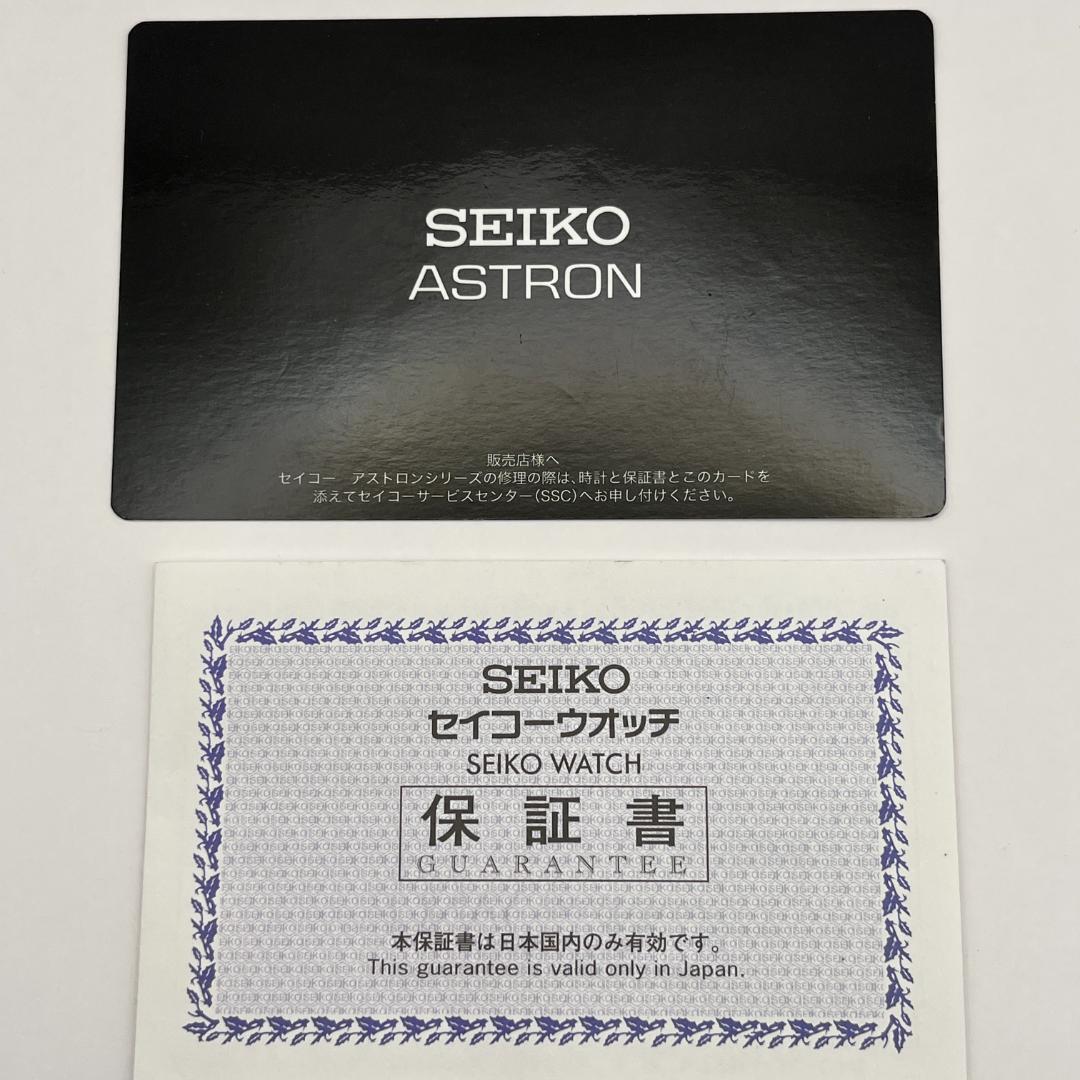 SEIKO
ASTRON
販売店様へ
セイコー　アストロンシリーズの修理の際は、時計と保証書とこのカードを
添えてセイコーサービスセンター(SSC)へお申し付けください。
SEIKO
セイコーウオッチ
SEIKO WATCH
保証書
GUARANTEE
本保証書は日本国内のみ有効です。
This guarantee is valid only in Japan.